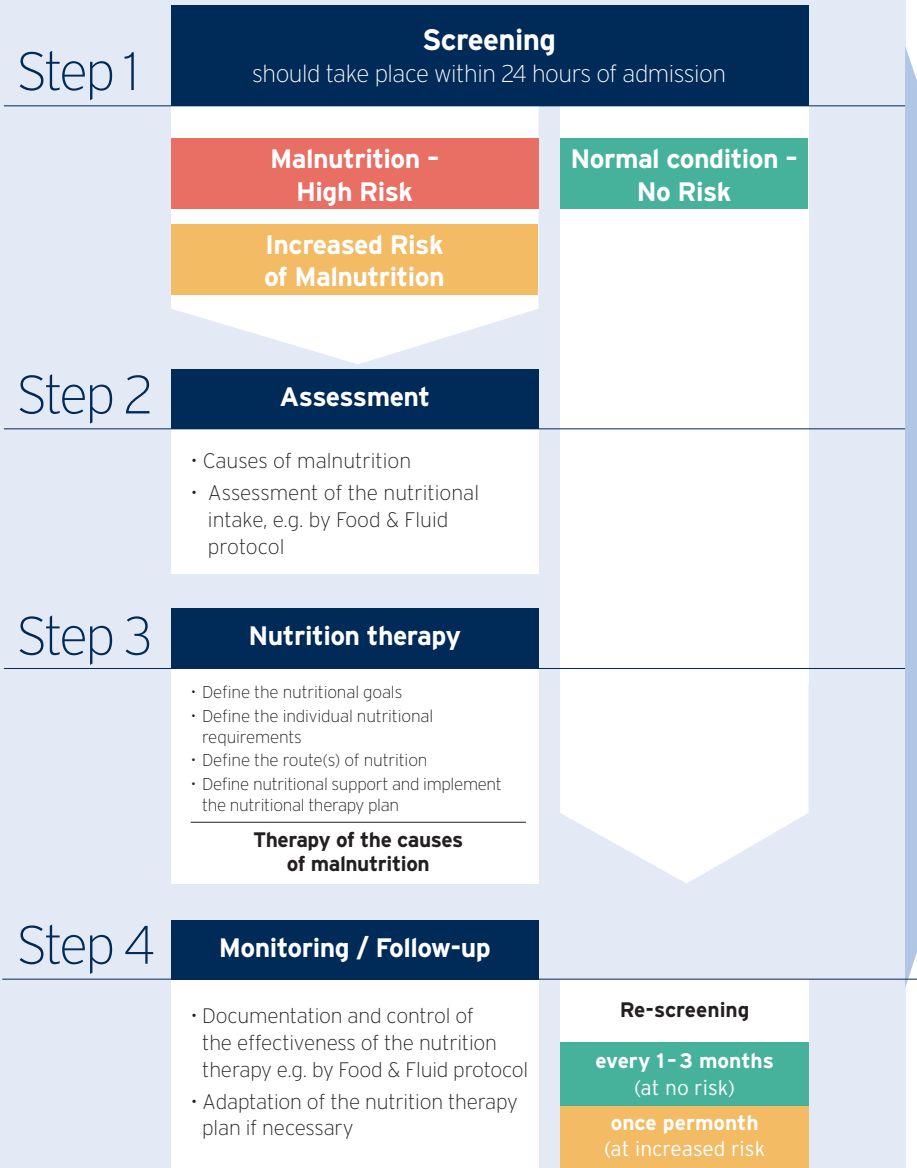 Step 1
Screening
should take place within 24 hours of admission
Malnutrition –
High Risk
Normal condition –
No Risk
Increased Risk
of Malnutrition
Step 2
Assessment
· Causes of malnutrition
· Assessment of the nutritional
intake, e.g. by Food & Fluid
protocol
Step 3
Nutrition therapy
· Define the nutritional goals
· Define the individual nutritional
requirements
· Define the route(s) of nutrition
· Define nutritional support and implement
the nutritional therapy plan
Therapy of the causes
of malnutrition
Step 4
Monitoring / Follow-up
· Documentation and control of
the effectiveness of the nutrition
therapy e.g. by Food & Fluid protocol
· Adaptation of the nutrition therapy
plan if necessary
Re-screening
every 1–3 months
(at no risk)
once permonth
(at increased risk